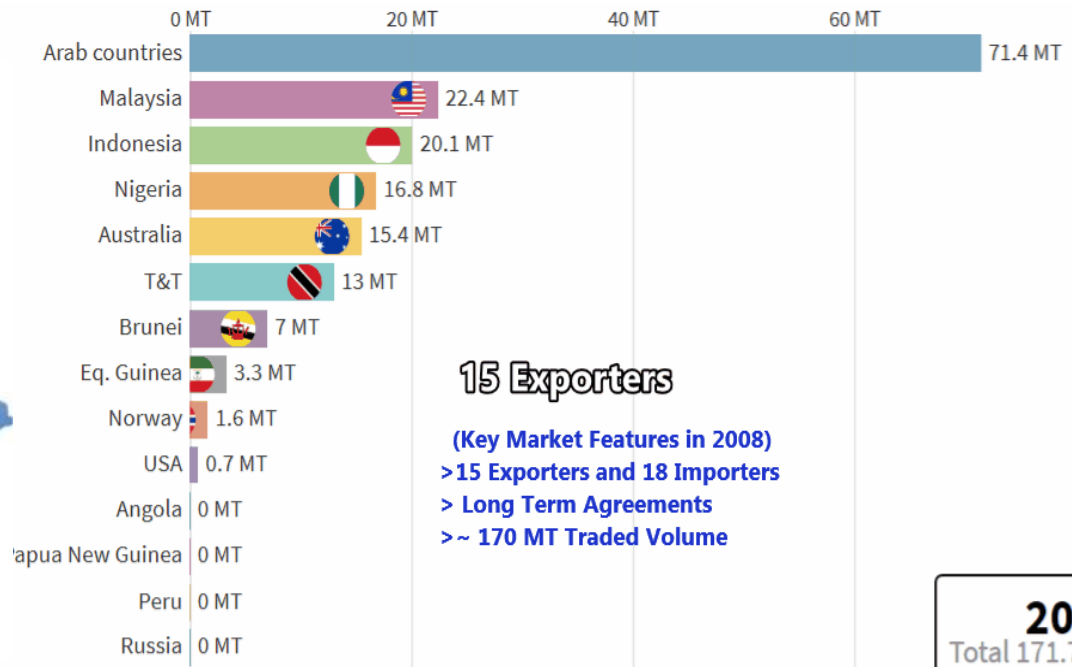 0 MT 20 MT 40 MT 60 MT
Arab countries 71.4 MT
Malaysia 22.4 MT
Indonesia 20.1 MT
Nigeria 16.8 MT
Australia 15.4 MT
T&T 13 MT
Brunei 7 MT
Eq. Guinea 3.3 MT
Norway 1.6 MT
USA 0.7 MT
Angola 0 MT
apua New Guinea 0 MT
Peru 0 MT
Russia 0 MT
15 Exporters
(Key Market Features in 2008)
>15 Exporters and 18 Importers
> Long Term Agreements
>~ 170 MT Traded Volume
20
Total 171.7